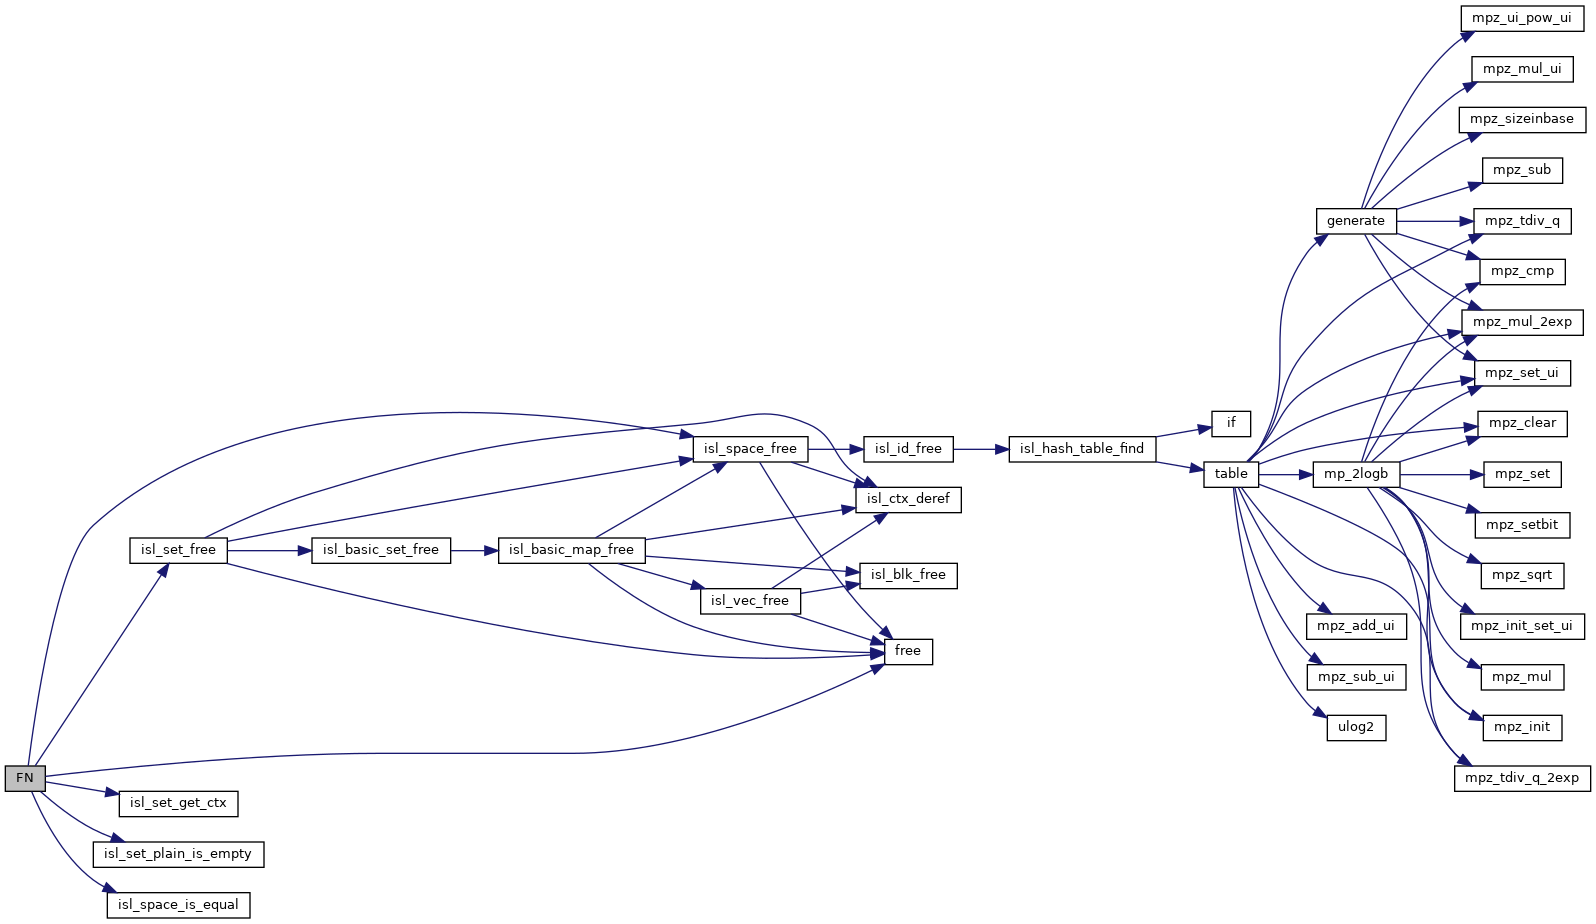 mpz_ui_pow_ui
mpz_mul_ui
mpz_sizeinbase
mpz_sub
generate
mpz_tdiv_q
mpz_cmp
mpz_mul_2exp
mpz_set_ui
if
mpz_clear
isl_space_free
isl_id_free
isl_hash_table_find
table
mp_2logb
mpz_set
isl_ctx_deref
mpz_setbit
isl_set_free
isl_basic_set_free
isl_basic_map_free
isl_blk_free
mpz_sqrt
isl_vec_free
mpz_add_ui
mpz_init_set_ui
free
mpz_sub_ui
mpz_mul
ulog2
mpz_init
FN
mpz_tdiv_q_2exp
isl_set_get_ctx
isl_set_plain_is_empty
isl_space_is_equal